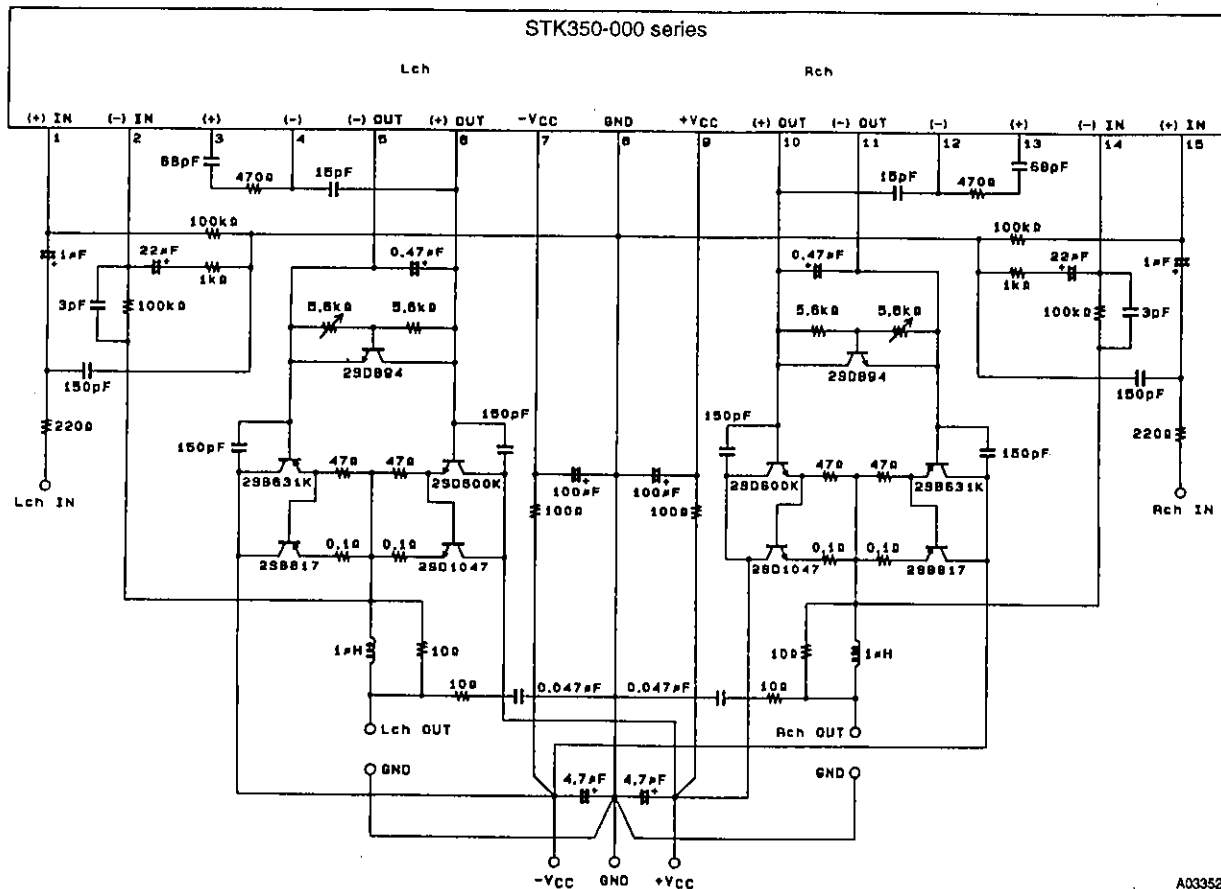 STK350-000 series
Lch Rch
(+) IN (-) IN (+) (-) (-) OUT (+) OUT -VCC GND +VCC (+) OUT (-) OUT (-) (+) (-) IN (+) IN
1 2 3 4 5 6 7 8 9 10 11 12 13 14 15
68pF 68pF
470Ω 15pF 15pF 470Ω
100kΩ 100kΩ
1μF 22μF 0.47μF 0.47μF 22μF 1μF
1kΩ 1kΩ
3pF 100kΩ 5.6kΩ 5.6kΩ 5.6kΩ 5.6kΩ 100kΩ 3pF
2SD894 2SD894
150pF 150pF
150pF 150pF 150pF 150pF
220Ω 220Ω
47Ω 47Ω 47Ω 47Ω
2SB631K 2SD600K 100μF 100μF 2SD600K 2SB631K
Lch IN 100Ω 100Ω Rch IN
0.1Ω 0.1Ω 0.1Ω 0.1Ω
2SB817 2SD1047 2SD1047 2SB817
1μH 10Ω 10Ω 1μH
10Ω 0.047μF 0.047μF 10Ω
Lch OUT Rch OUT
GND GND
4.7μF 4.7μF
-VCC GND +VCC
A03352